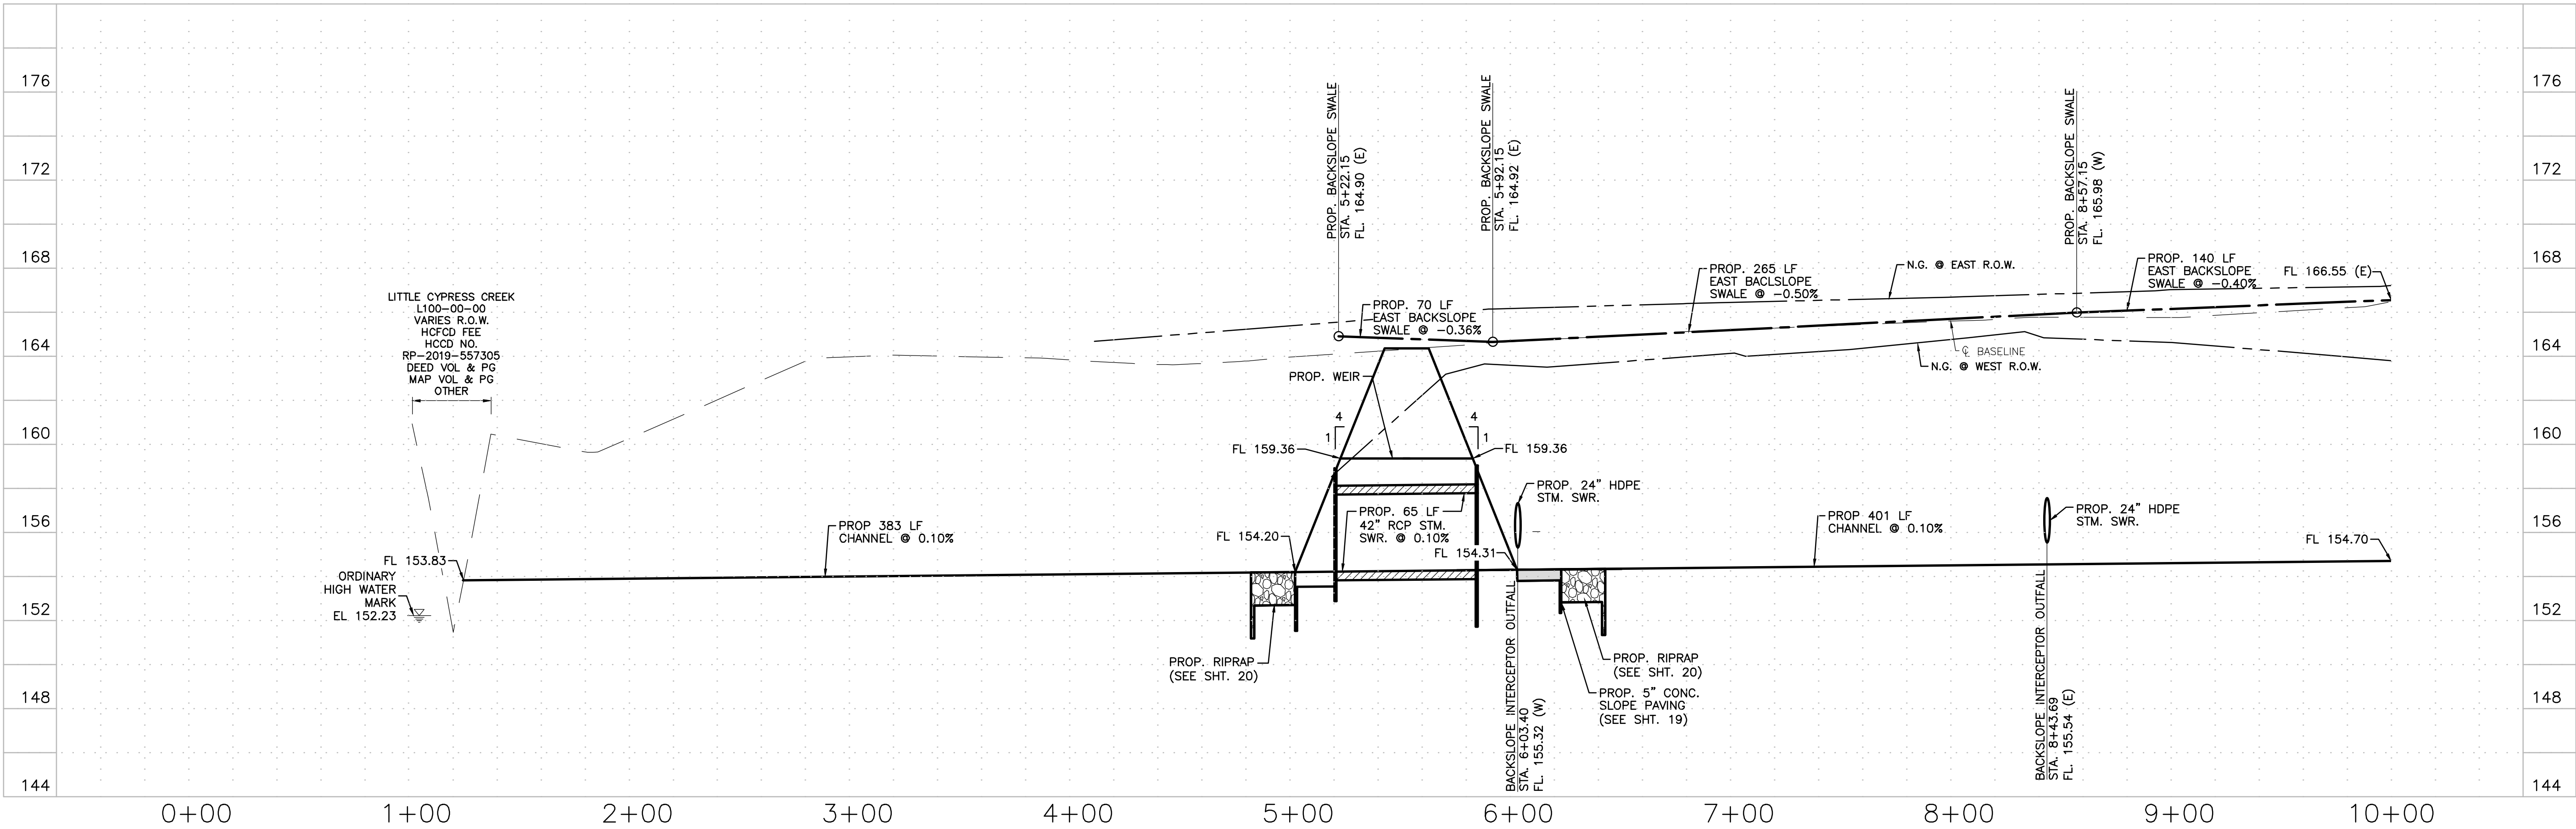 176
172
168
164
160
156
152
148
144
LITTLE CYPRESS CREEK
L100-00-00
VARIES R.O.W.
HCFCD FEE
HCCD NO.
RP-2019-557305
DEED VOL & PG
MAP VOL & PG
OTHER
FL 153.83
ORDINARY
HIGH WATER
MARK
EL 152.23
PROP 383 LF
CHANNEL @ 0.10%
PROP. BACKSLOPE SWALE
STA. 5+22.15
FL. 164.90 (E)
PROP. BACKSLOPE SWALE
STA. 5+92.15
FL. 164.92 (E)
PROP. 70 LF
EAST BACKSLOPE
SWALE @ -0.36%
PROP. WEIR
4
1
4
1
FL 159.36
FL 159.36
PROP. 24" HDPE
STM. SWR.
PROP. 65 LF
42" RCP STM.
SWR. @ 0.10%
FL 154.20
FL 154.31
PROP. RIPRAP
(SEE SHT. 20)
BACKSLOPE INTERCEPTOR OUTFALL
STA. 6+03.40
FL. 155.32 (W)
PROP. RIPRAP
(SEE SHT. 20)
PROP. 5" CONC.
SLOPE PAVING
(SEE SHT. 19)
PROP. 265 LF
EAST BACLSLOPE
SWALE @ -0.50%
N.G. @ EAST R.O.W.
PROP. BACKSLOPE SWALE
STA. 8+57.15
FL. 165.98 (W)
PROP. 140 LF
EAST BACKSLOPE
SWALE @ -0.40%
FL 166.55 (E)
℄ BASELINE
N.G. @ WEST R.O.W.
PROP 401 LF
CHANNEL @ 0.10%
PROP. 24" HDPE
STM. SWR.
FL 154.70
BACKSLOPE INTERCEPTOR OUTFALL
STA. 8+43.69
FL. 155.54 (E)
176
172
168
164
160
156
152
148
144
0+00 1+00 2+00 3+00 4+00 5+00 6+00 7+00 8+00 9+00 10+00